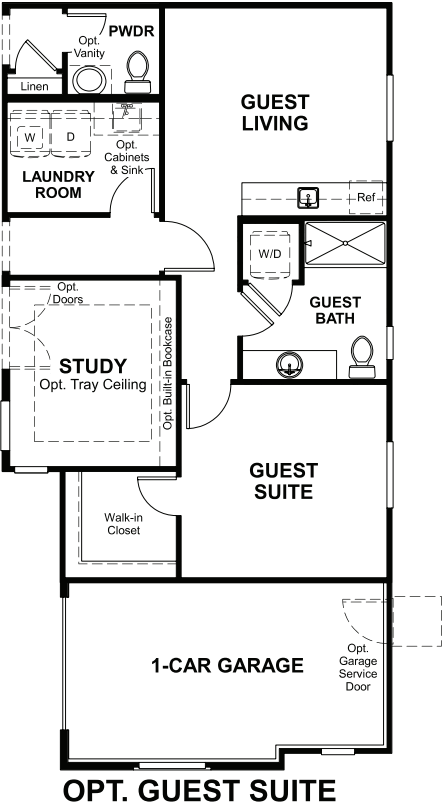 PWDR
Opt.
Vanity
Linen
GUEST
LIVING
W
D
Opt.
Cabinets
& Sink
LAUNDRY
ROOM
Ref
W/D
GUEST
BATH
Opt.
Doors
STUDY
Opt. Tray Ceiling
Opt. Built-in Bookcase
GUEST
SUITE
Walk-in
Closet
1-CAR GARAGE
Opt.
Garage
Service
Door
OPT. GUEST SUITE